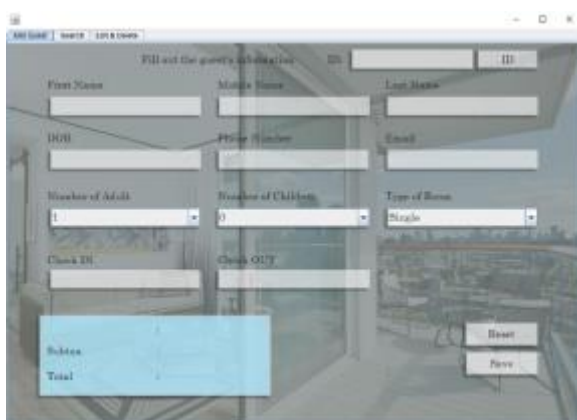 Add Guest Search Edit & Delete
Fill out the guest's information ID: ID
First Name Middle Name Last Name
DOB Phone Number Email
Number of Adult Number of Children Type of Room
1 0 Single
Check IN Check OUT
Reset
Subtax
Save
Total